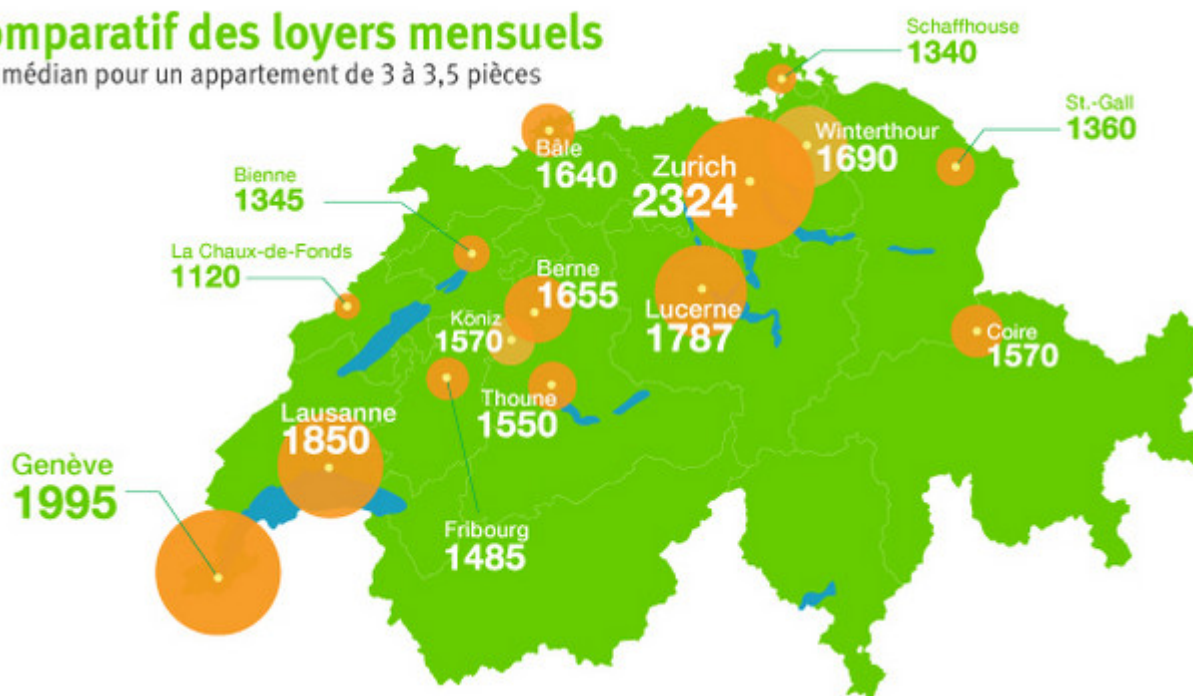 omparatif des loyers mensuels
médian pour un appartement de 3 à 3,5 pièces
Schaffhouse
1340
St.-Gall
1360
Winterthour
1690
Bâle
1640
Zurich
2324
Bienne
1345
La Chaux-de-Fonds
1120
Berne
1655
Köniz
1570
Lucerne
1787
Coire
1570
Thoune
1550
Lausanne
1850
Genève
1995
Fribourg
1485